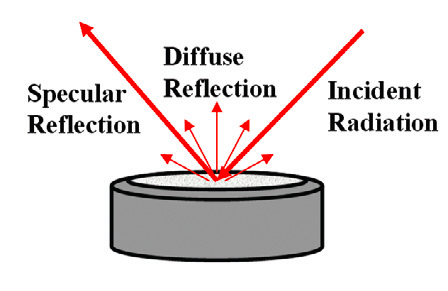 Specular
Reflection
Diffuse
Reflection
Incident
Radiation